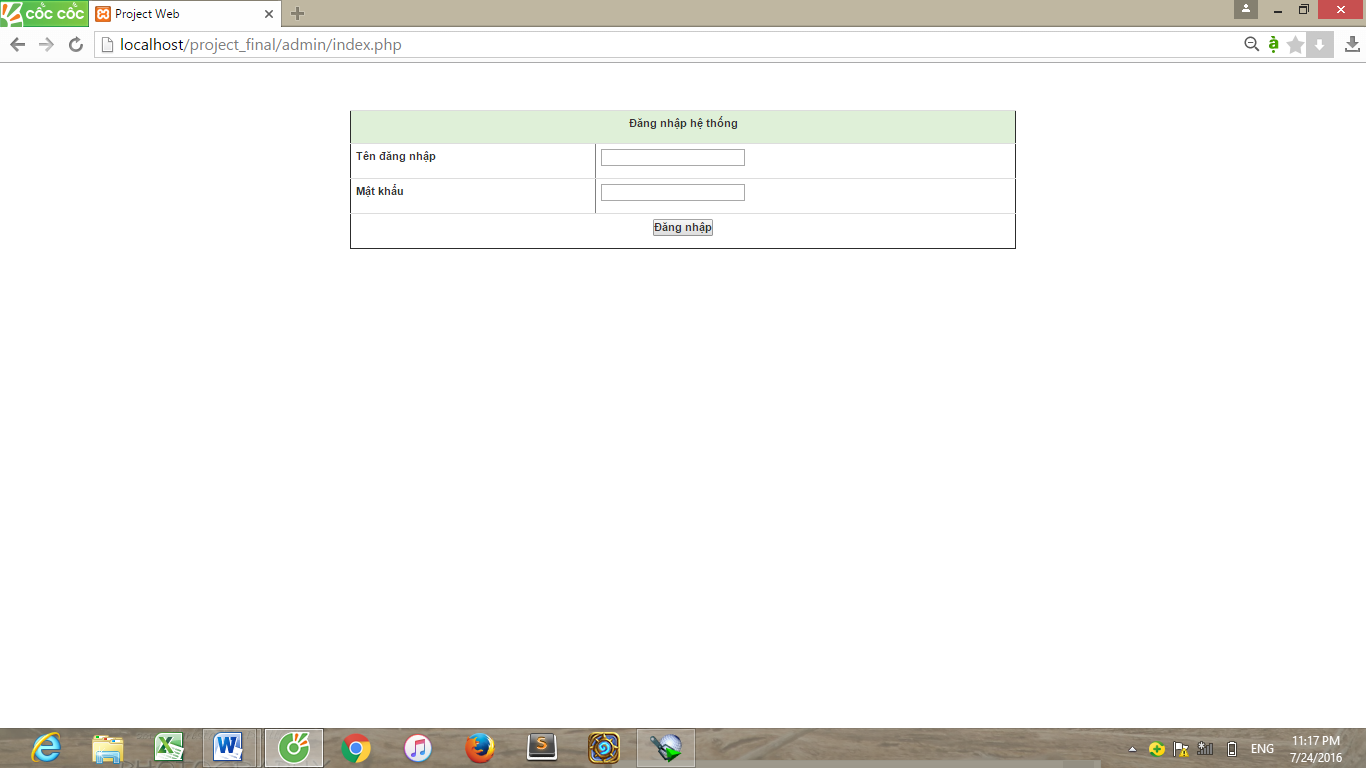 cốc cốc
Project Web
localhost/project_final/admin/index.php
Đăng nhập hệ thống
Tên đăng nhập
Mật khẩu
Đăng nhập
ENG
11:17 PM
7/24/2016